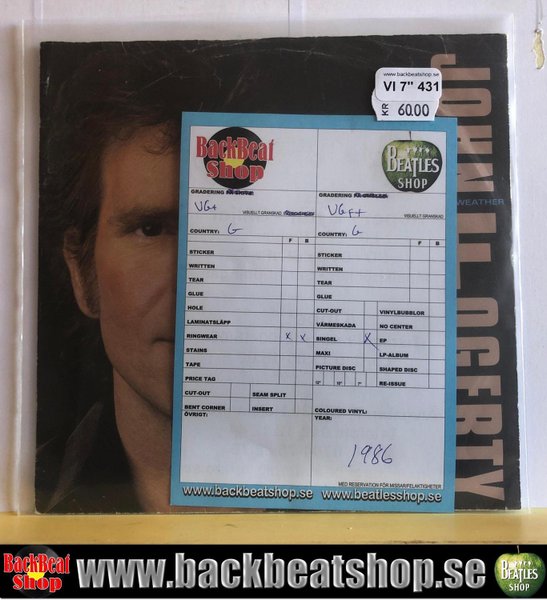 www.backbeatshop.se
VI 7" 431
KR 60.00
JOHN FOGERTY
WEATHER
BackBeat
Shop
BEATLES
SHOP
GRADERING
VG+
VISUELLT GRANSKAD
COUNTRY: G
F B
STICKER
WRITTEN
TEAR
GLUE
HOLE
LAMINATSLÄPP
RINGWEAR X X
STAINS
TAPE
PRICE TAG
CUT-OUT SEAM SPLIT
BENT CORNER INSERT
ÖVRIGT:
GRADERING
VG++
VISUELLT GRANSKAD
COUNTRY: G
F B
STICKER
WRITTEN
TEAR
GLUE
CUT-OUT VINYLBUBBLOR
VÄRMESKADA NO CENTER
SINGEL X EP
MAXI LP-ALBUM
PICTURE DISC SHAPED DISC
12" 10" 7" RE-ISSUE
COLOURED VINYL:
YEAR:
1986
MED RESERVATION FÖR MISSARIFELAKTIGHETER
www.backbeatshop.se www.beatlesshop.se
BackBeat
Shop
www.backbeatshop.se
BEATLES
SHOP